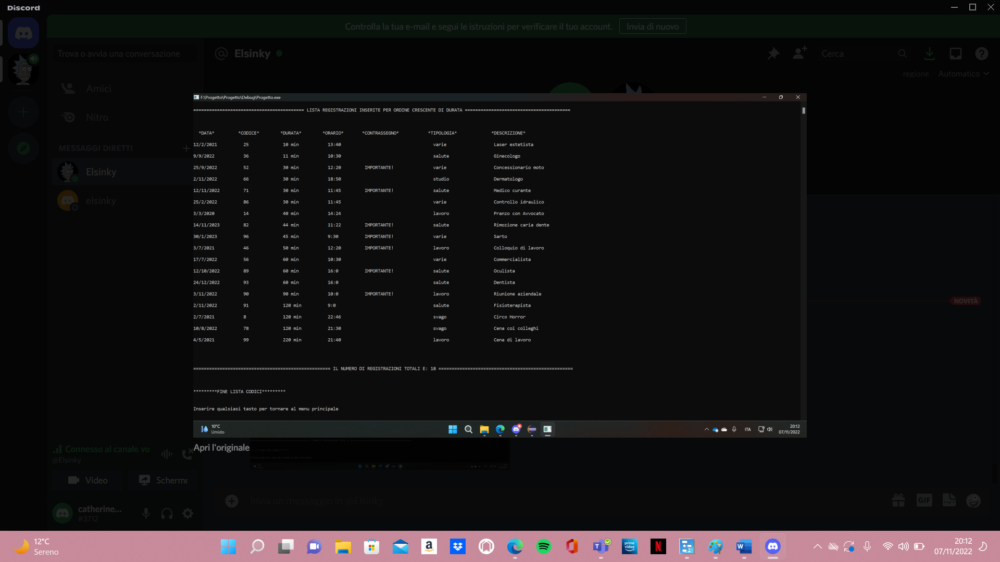 Discord
Controlla la tua e-mail e segui le istruzioni per verificare il tuo account. Invia di nuovo
Trova o avvia una conversazione
Elsinky
Cerca
regione Automatico
Amici
Nitro
MESSAGGI DIRETTI
Elsinky
elsinky
F:\Progetto\Progetto\Debug\Progetto.exe
========================================== LISTA REGISTRAZIONI INSERITE PER ORDINE CRESCENTE DI DURATA ========================================
*DATA* *CODICE* *DURATA* *ORARIO* *CONTRASSEGNO* *TIPOLOGIA* *DESCRIZIONE*
12/2/2021 25 10 min 13:40 varie Laser estetista
9/9/2022 36 11 min 10:30 salute Ginecologo
25/9/2022 52 30 min 12:20 IMPORTANTE! varie Concessionario moto
2/11/2022 66 30 min 18:50 studio Dermatologo
12/11/2022 71 30 min 11:45 IMPORTANTE! salute Medico curante
25/2/2022 86 30 min 11:45 varie Controllo idraulico
3/3/2020 14 40 min 14:24 lavoro Pranzo con Avvocato
14/11/2023 82 44 min 11:22 IMPORTANTE! salute Rimozione caria dente
30/1/2023 96 45 min 9:30 IMPORTANTE! varie Sarto
3/7/2021 46 50 min 12:20 IMPORTANTE! lavoro Colloquio di lavoro
17/7/2022 56 60 min 10:30 varie Commercialista
12/10/2022 89 60 min 16:0 IMPORTANTE! salute Oculista
24/12/2022 93 60 min 16:0 salute Dentista
3/11/2022 90 90 min 10:0 IMPORTANTE! lavoro Riunione aziendale
2/11/2022 91 120 min 9:0 salute Fisioterapista
2/7/2021 8 120 min 22:46 svago Circo Horror
10/8/2022 78 120 min 21:30 svago Cena coi colleghi
4/5/2021 99 220 min 21:40 lavoro Cena di lavoro
==================================================== IL NUMERO DI REGISTRAZIONI TOTALI E: 18 ===================================================
*********FINE LISTA CODICI*********
Inserire qualsiasi tasto per tornare al menu principale
10°C
Umido
ITA
20:12
07/11/2022
NOVITÀ
Apri l'originale
Connesso al canale vo
@Elsinky
Video
Schermo
catherine...
#3712
Invia un messaggio in @Elsinky
GIF
12°C
Sereno
a
prime video
N
W
20:12
07/11/2022